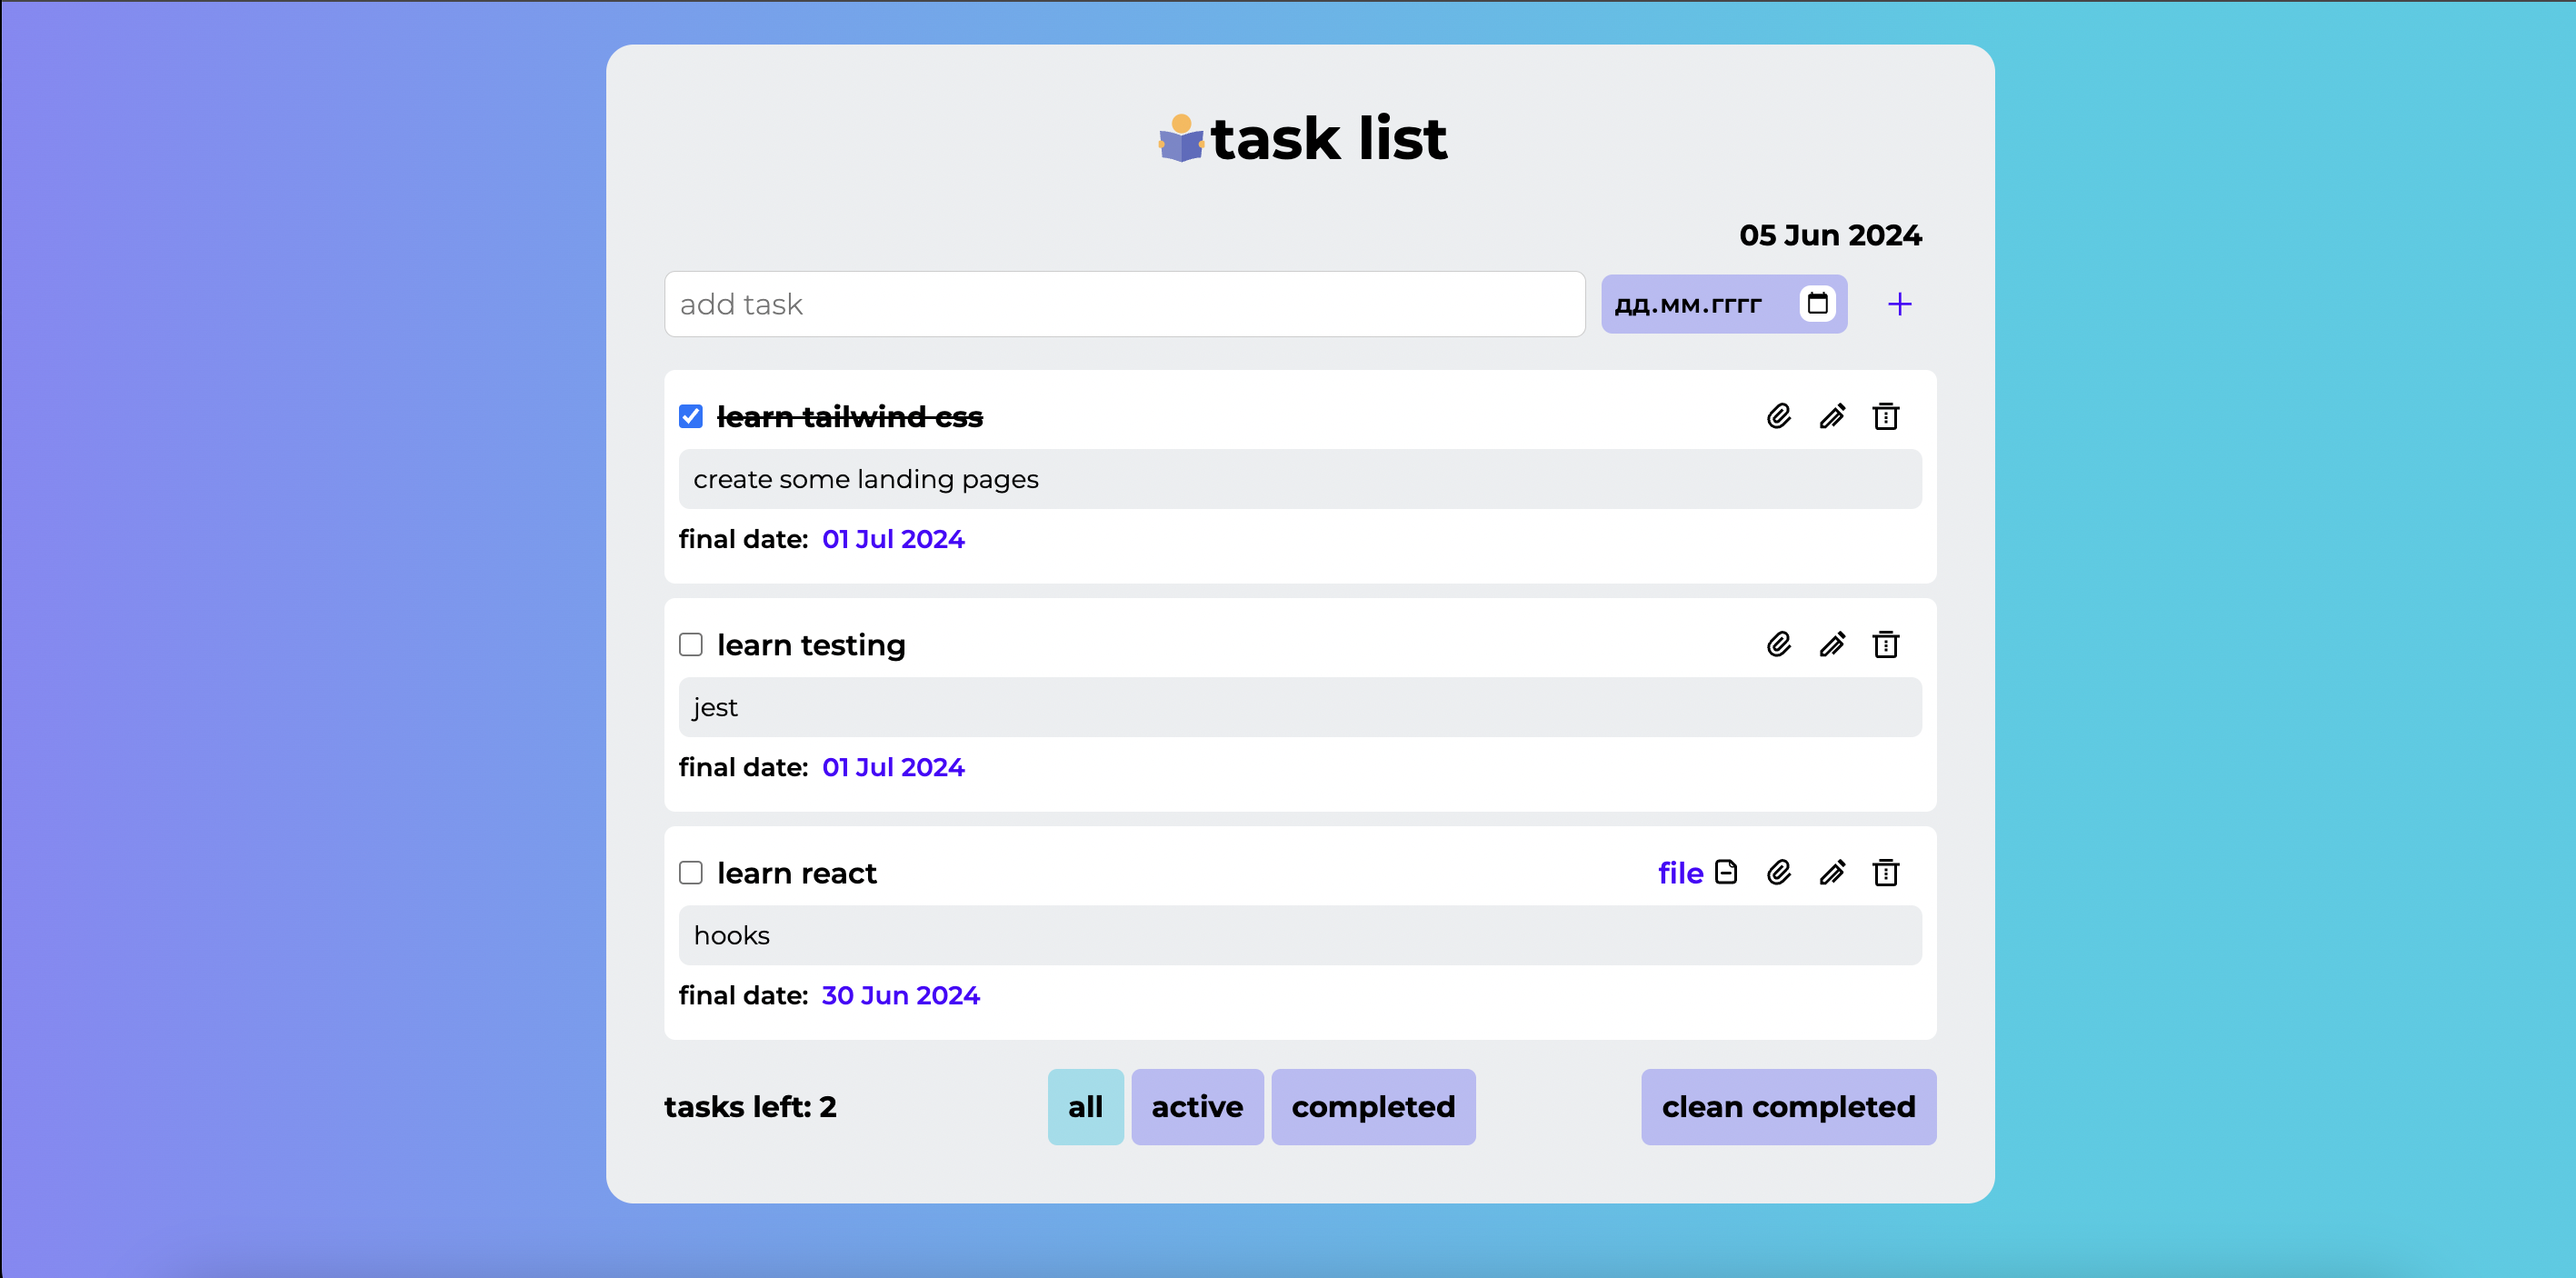 task list
05 Jun 2024
add task
дд.мм.гггг
learn tailwind css
create some landing pages
final date: 01 Jul 2024
learn testing
jest
final date: 01 Jul 2024
learn react
file
hooks
final date: 30 Jun 2024
tasks left: 2
all
active
completed
clean completed